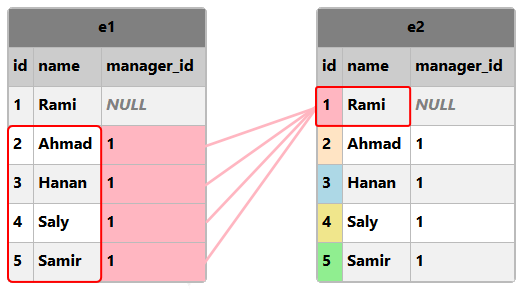 e1
id name manager_id
1 Rami NULL
2 Ahmad 1
3 Hanan 1
4 Saly 1
5 Samir 1
e2
id name manager_id
1 Rami NULL
2 Ahmad 1
3 Hanan 1
4 Saly 1
5 Samir 1